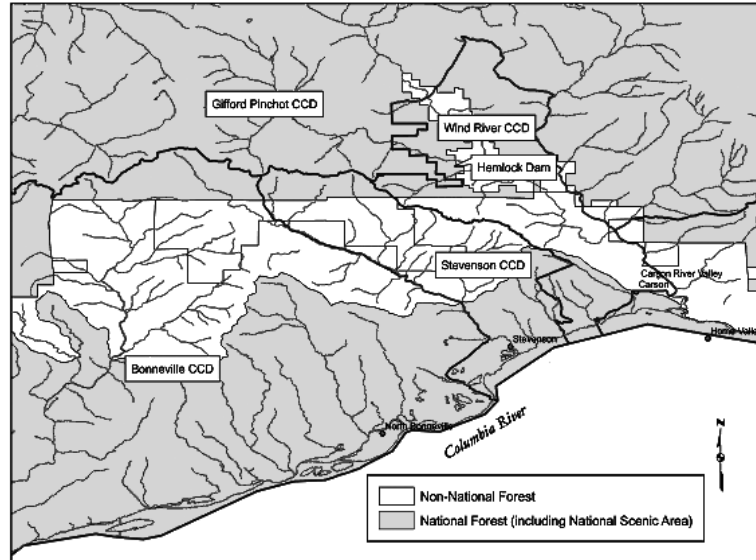 Gifford Pinchot CCD
Wind River CCD
Hemlock Dam
Stevenson CCD
Carson River Valley
Carson
Home Valle
Stevenson
Bonneville CCD
North Bonneville
Columbia River
N
Non-National Forest
National Forest (including National Scenic Area)